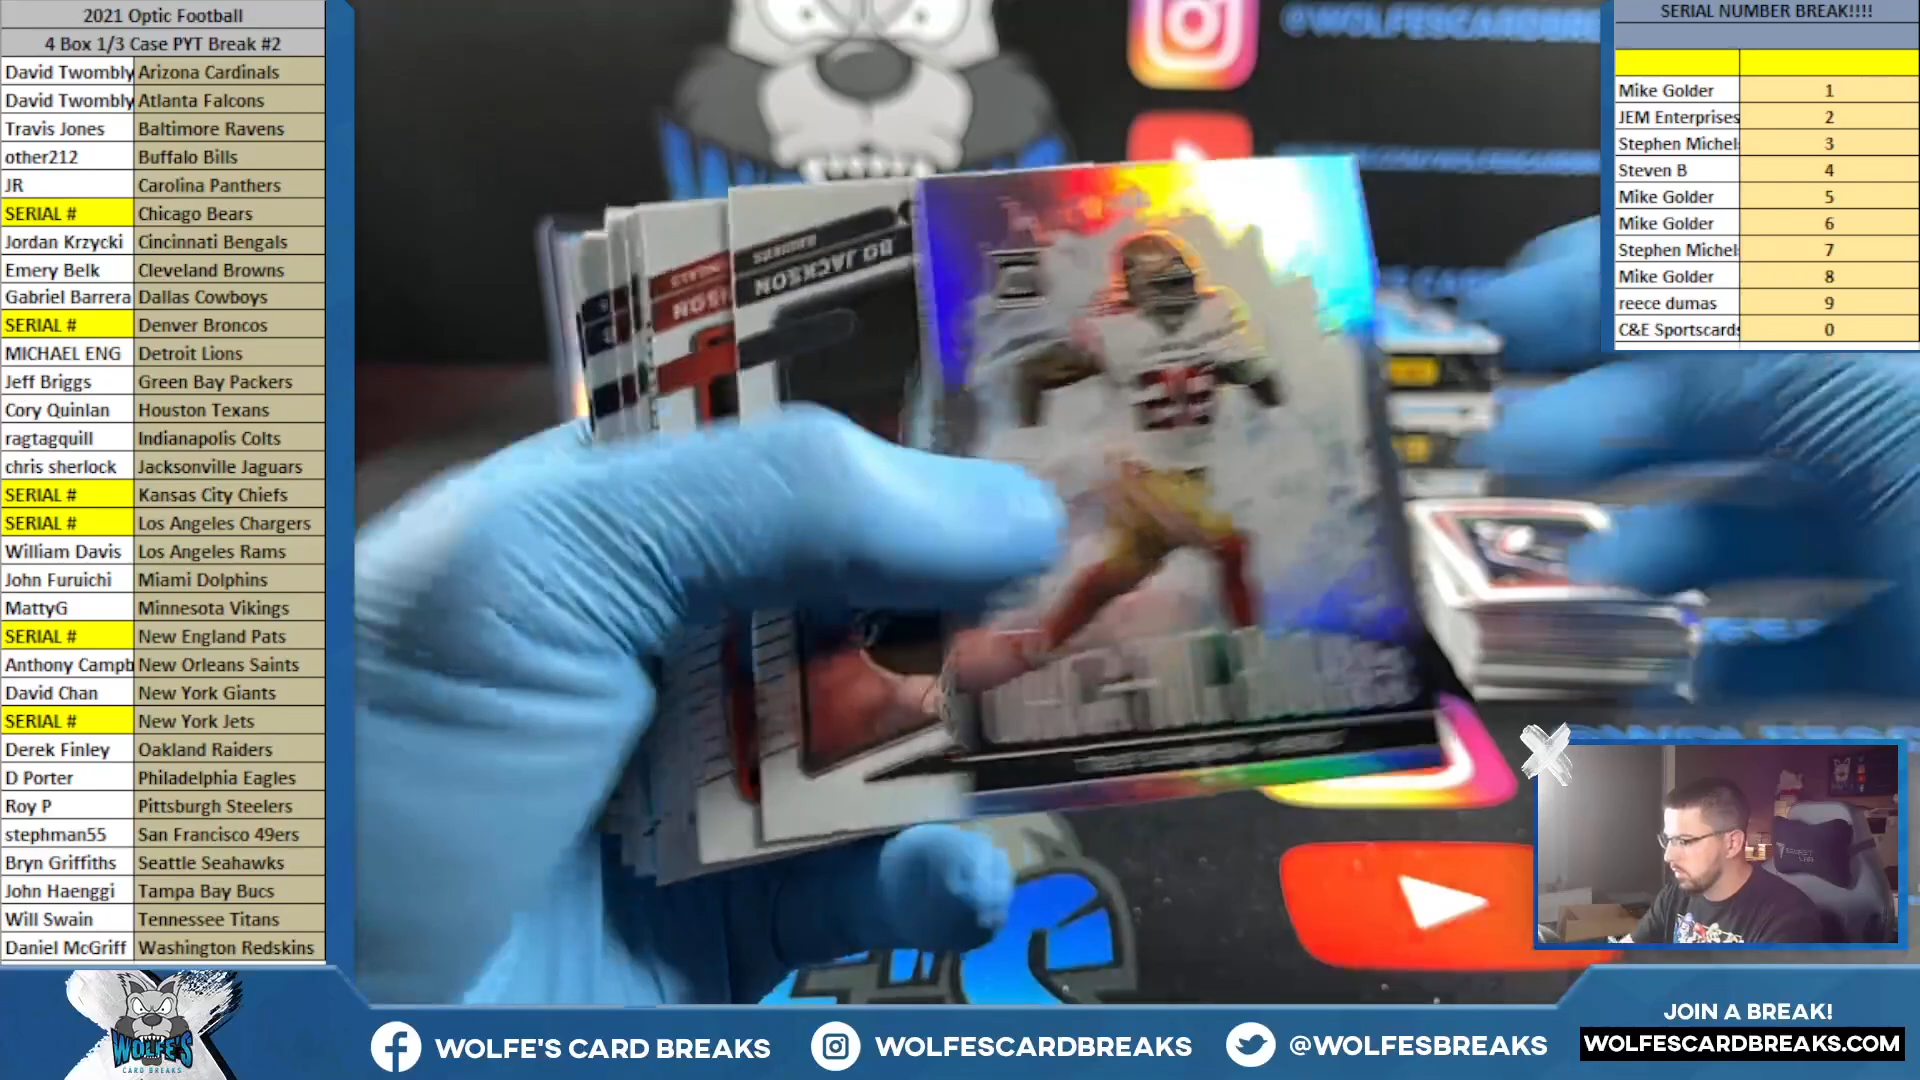 2021 Optic Football
4 Box 1/3 Case PYT Break #2
David Twombly Arizona Cardinals
David Twombly Atlanta Falcons
Travis Jones Baltimore Ravens
other212 Buffalo Bills
JR Carolina Panthers
SERIAL # Chicago Bears
Jordan Krzycki Cincinnati Bengals
Emery Belk Cleveland Browns
Gabriel Barrera Dallas Cowboys
SERIAL # Denver Broncos
MICHAEL ENG Detroit Lions
Jeff Briggs Green Bay Packers
Cory Quinlan Houston Texans
ragtagquill Indianapolis Colts
chris sherlock Jacksonville Jaguars
SERIAL # Kansas City Chiefs
SERIAL # Los Angeles Chargers
William Davis Los Angeles Rams
John Furuichi Miami Dolphins
MattyG Minnesota Vikings
SERIAL # New England Pats
Anthony Campb New Orleans Saints
David Chan New York Giants
SERIAL # New York Jets
Derek Finley Oakland Raiders
D Porter Philadelphia Eagles
Roy P Pittsburgh Steelers
stephman55 San Francisco 49ers
Bryn Griffiths Seattle Seahawks
John Haenggi Tampa Bay Bucs
Will Swain Tennessee Titans
Daniel McGriff Washington Redskins
@WOLFESCARDBRE
RAIDERS
BO JACKSON
SERIAL NUMBER BREAK!!!!
Mike Golder 1
JEM Enterprises 2
Stephen Michel 3
Steven B 4
Mike Golder 5
Mike Golder 6
Stephen Michel 7
Mike Golder 8
reece dumas 9
C&E Sportscards 0
WOLFE'S
CARD BREAKS
WOLFE'S CARD BREAKS
WOLFESCARDBREAKS
@WOLFESBREAKS
JOIN A BREAK!
WOLFESCARDBREAKS.COM